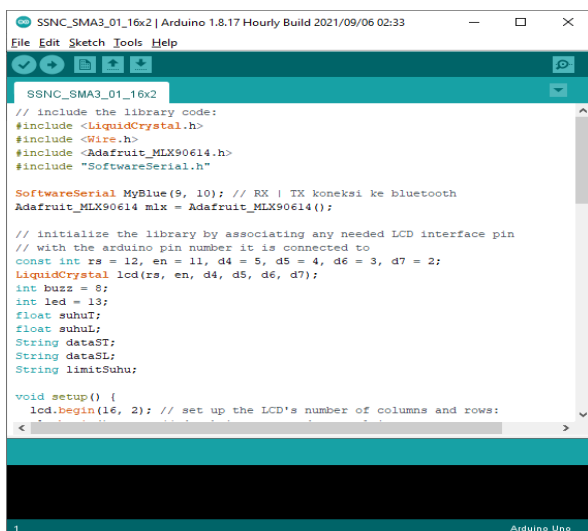 SSNC_SMA3_01_16x2 | Arduino 1.8.17 Hourly Build 2021/09/06 02:33
File Edit Sketch Tools Help
SSNC_SMA3_01_16x2
// include the library code:
#include <LiquidCrystal.h>
#include <Wire.h>
#include <Adafruit_MLX90614.h>
#include "SoftwareSerial.h"
SoftwareSerial MyBlue(9, 10); // RX | TX koneksi ke bluetooth
Adafruit_MLX90614 mlx = Adafruit_MLX90614();
// initialize the library by associating any needed LCD interface pin
// with the arduino pin number it is connected to
const int rs = 12, en = 11, d4 = 5, d5 = 4, d6 = 3, d7 = 2;
LiquidCrystal lcd(rs, en, d4, d5, d6, d7);
int buzz = 8;
int led = 13;
float suhuT;
float suhuL;
String dataST;
String dataSL;
String limitSuhu;
void setup() {
lcd.begin(16, 2); // set up the LCD's number of columns and rows:
1 Arduino Uno